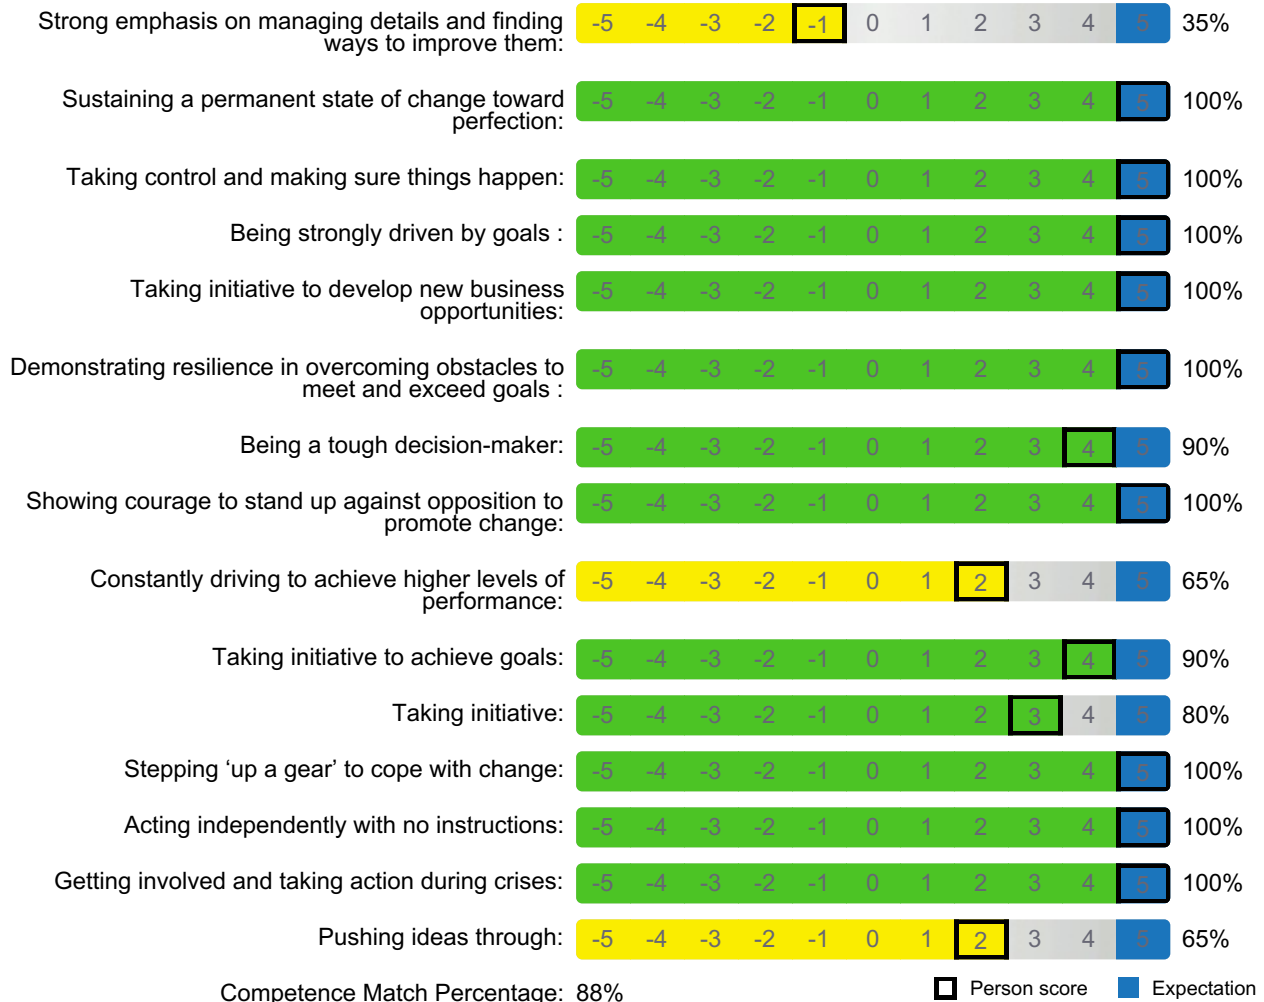 Strong emphasis on managing details and finding
ways to improve them:
-5 -4 -3 -2 -1 0 1 2 3 4 5 35%
Sustaining a permanent state of change toward
perfection:
-5 -4 -3 -2 -1 0 1 2 3 4 5 100%
Taking control and making sure things happen: -5 -4 -3 -2 -1 0 1 2 3 4 5 100%
Being strongly driven by goals : -5 -4 -3 -2 -1 0 1 2 3 4 5 100%
Taking initiative to develop new business
opportunities:
-5 -4 -3 -2 -1 0 1 2 3 4 5 100%
Demonstrating resilience in overcoming obstacles to
meet and exceed goals :
-5 -4 -3 -2 -1 0 1 2 3 4 5 100%
Being a tough decision-maker: -5 -4 -3 -2 -1 0 1 2 3 4 5 90%
Showing courage to stand up against opposition to
promote change:
-5 -4 -3 -2 -1 0 1 2 3 4 5 100%
Constantly driving to achieve higher levels of
performance:
-5 -4 -3 -2 -1 0 1 2 3 4 5 65%
Taking initiative to achieve goals: -5 -4 -3 -2 -1 0 1 2 3 4 5 90%
Taking initiative: -5 -4 -3 -2 -1 0 1 2 3 4 5 80%
Stepping ‘up a gear’ to cope with change: -5 -4 -3 -2 -1 0 1 2 3 4 5 100%
Acting independently with no instructions: -5 -4 -3 -2 -1 0 1 2 3 4 5 100%
Getting involved and taking action during crises: -5 -4 -3 -2 -1 0 1 2 3 4 5 100%
Pushing ideas through: -5 -4 -3 -2 -1 0 1 2 3 4 5 65%
Competence Match Percentage: 88% Person score Expectation